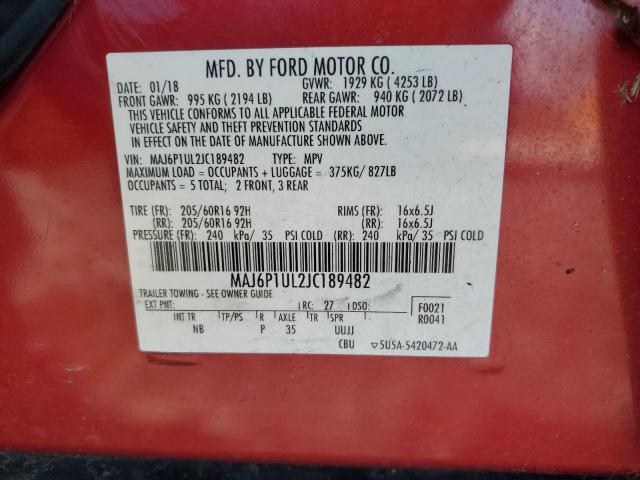 MFD. BY FORD MOTOR CO.
DATE: 01/18 GVWR: 1929 KG ( 4253 LB)
FRONT GAWR: 995 KG ( 2194 LB) REAR GAWR: 940 KG ( 2072 LB)
THIS VEHICLE CONFORMS TO ALL APPLICABLE FEDERAL MOTOR
VEHICLE SAFETY AND THEFT PREVENTION STANDARDS
IN EFFECT ON THE DATE OF MANUFACTURE SHOWN ABOVE.
VIN: MAJ6P1UL2JC189482 TYPE: MPV
MAXIMUM LOAD = OCCUPANTS + LUGGAGE = 375KG/ 827LB
OCCUPANTS = 5 TOTAL; 2 FRONT, 3 REAR
TIRE (FR): 205/60R16 92H RIMS (FR): 16x6.5J
(RR): 205/60R16 92H (RR): 16x6.5J
PRESSURE (FR): 240 kPa/ 35 PSI COLD (RR): 240 kPa/ 35 PSI COLD
MAJ6P1UL2JC189482
TRAILER TOWING - SEE OWNER GUIDE
EXT PNT: RC: 27 DSO: F0021
R0041
INT TR TP/PS R AXLE TR SPR
NB P 35 UUJJ
CBU ▽5U5A-5420472-AA